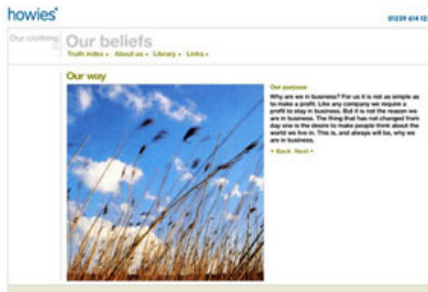 howies
01239 614 122
Our clothing
Our beliefs
Truth index About us Library Links
Our way
Our purpose
Why are we in business? For us it is not as simple as
to make a profit. Like any company we require a
profit to stay in business. But it is not the reason we
are in business. The thing that has not changed from
day one is the desire to make people think about the
world we live in. This is, and always will be, why we
are in business.
Back Next